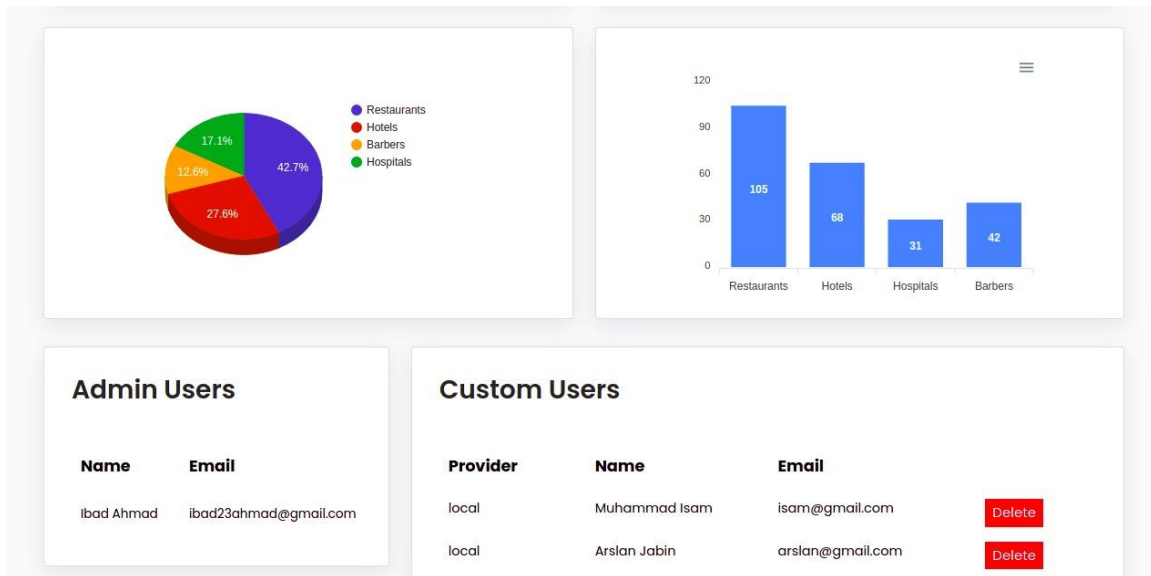 42.7%
27.6%
12.6%
17.1%
Restaurants
Hotels
Barbers
Hospitals
120
90
60
30
0
105
68
31
42
Restaurants Hotels Hospitals Barbers
Admin Users
Name Email
Ibad Ahmad ibad23ahmad@gmail.com
Custom Users
Provider Name Email
local Muhammad Isam isam@gmail.com Delete
local Arslan Jabin arslan@gmail.com Delete